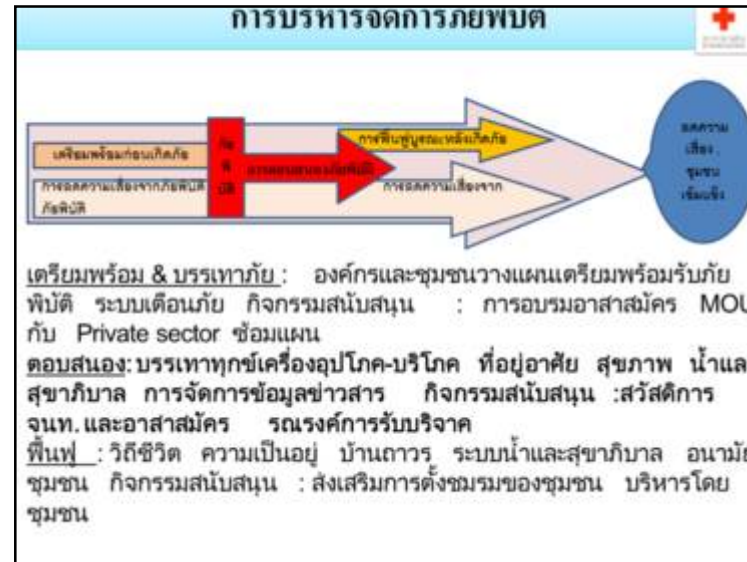 การบริหารจัดการภัยพิบัติ
เตรียมพร้อมก่อนเกิดภัย
การลดความเสี่ยงจากภัยพิบัติ
ภัยพิบัติ
ภัย
พิ
บัติ
การตอบสนองภัยพิบัติ
การฟื้นฟูบูรณะหลังเกิดภัย
การลดความเสี่ยงจาก
ลดความ
เสี่ยง
ชุมชน
เข้มแข็ง
เตรียมพร้อม & บรรเทาภัย : องค์กรและชุมชนวางแผนเตรียมพร้อมรับภัย
พิบัติ ระบบเตือนภัย กิจกรรมสนับสนุน : การอบรมอาสาสมัคร MOU
กับ Private sector ซ้อมแผน
ตอบสนอง: บรรเทาทุกข์เครื่องอุปโภค-บริโภค ที่อยู่อาศัย สุขภาพ น้ำและ
สุขาภิบาล การจัดการข้อมูลข่าวสาร กิจกรรมสนับสนุน :สวัสดิการ
จนท. และอาสาสมัคร รณรงค์การรับบริจาค
ฟื้นฟู : วิถีชีวิต ความเป็นอยู่ บ้านถาวร ระบบน้ำและสุขาภิบาล อนามัย
ชุมชน กิจกรรมสนับสนุน : ส่งเสริมการตั้งชมรมของชุมชน บริหารโดย
ชุมชน